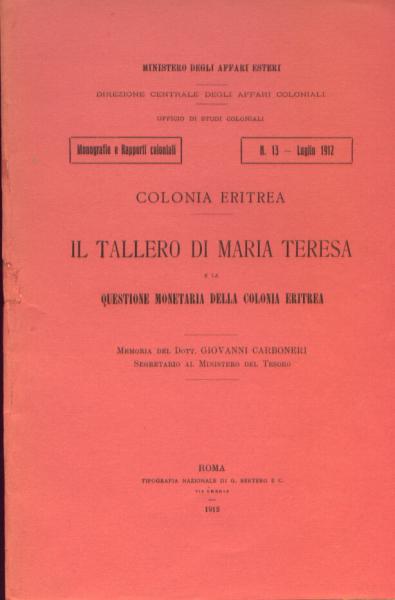 MINISTERO DEGLI AFFARI ESTERI
DIREZIONE CENTRALE DEGLI AFFARI COLONIALI
UFFICIO DI STUDI COLONIALI
Monografie e Rapporti coloniali
N. 13 — Luglio 1912
COLONIA ERITREA
IL TALLERO DI MARIA TERESA
E LA
QUESTIONE MONETARIA DELLA COLONIA ERITREA
MEMORIA DEL DOTT. GIOVANNI CARBONERI
SEGRETARIO AL MINISTERO DEL TESORO
ROMA
TIPOGRAFIA NAZIONALE DI G. BERTERO E C.
VIA UMBRIA
1912